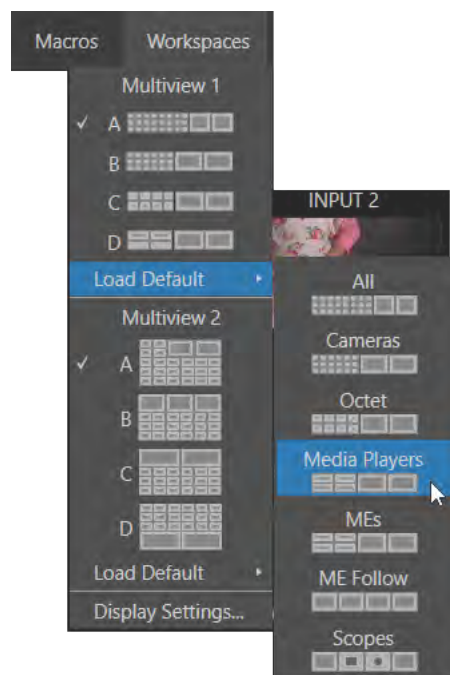 Macros Workspaces
Multiview 1
✓ A
B
C
D
Load Default
Multiview 2
✓ A
B
C
D
Load Default
Display Settings...
INPUT 2
All
Cameras
Octet
Media Players
MEs
ME Follow
Scopes